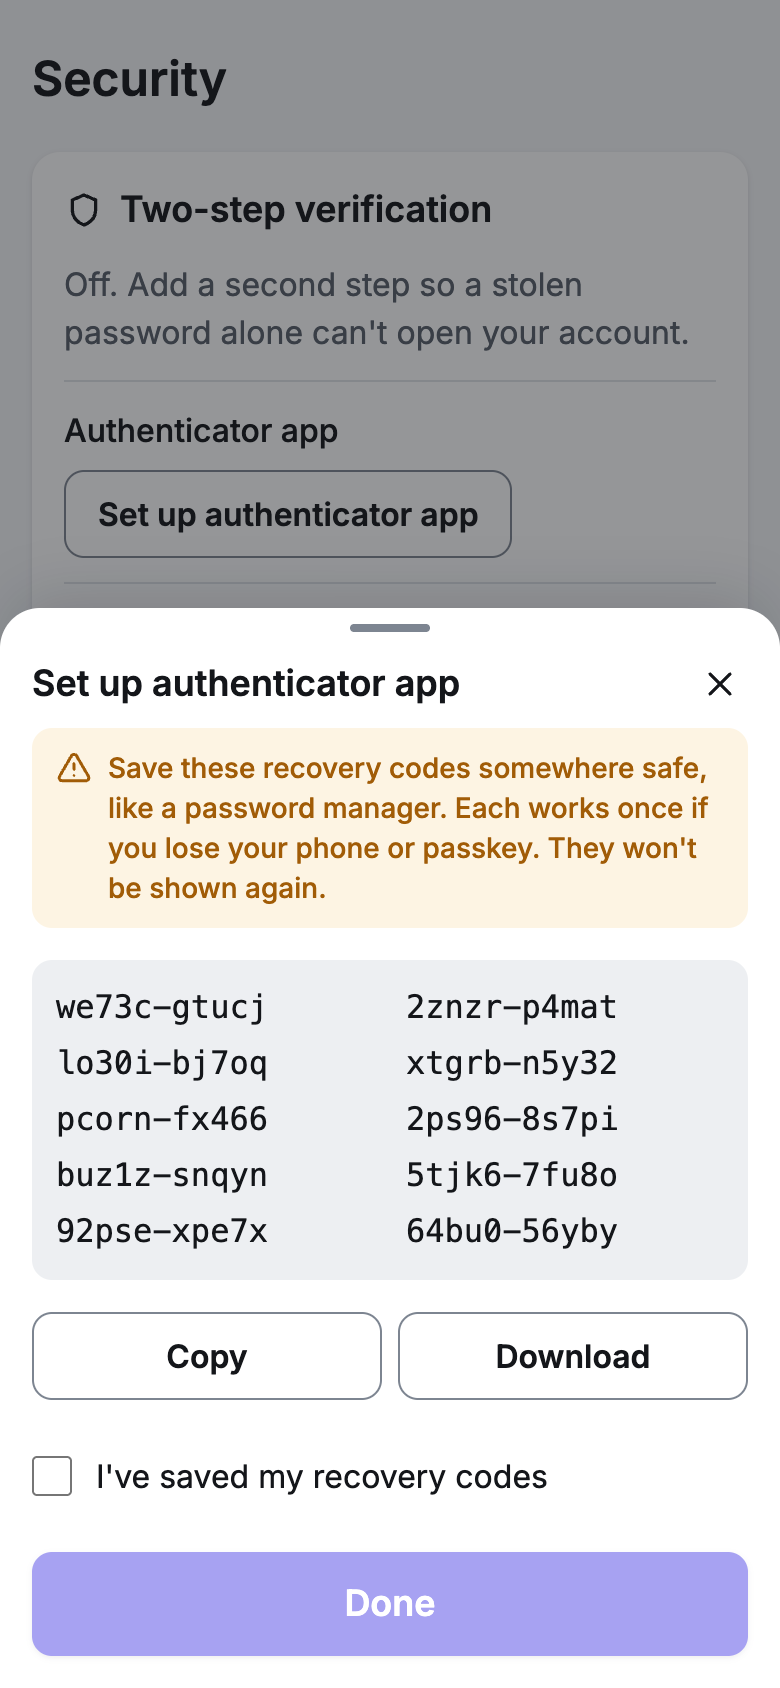 Security
Two-step verification
Off. Add a second step so a stolen
password alone can't open your account.
Authenticator app
Set up authenticator app
Set up authenticator app
Save these recovery codes somewhere safe,
like a password manager. Each works once if
you lose your phone or passkey. They won't
be shown again.
we73c-gtucj 2znzr-p4mat
lo30i-bj7oq xtgrb-n5y32
pcorn-fx466 2ps96-8s7pi
buz1z-snqyn 5tjk6-7fu8o
92pse-xpe7x 64bu0-56yby
Copy Download
I've saved my recovery codes
Done